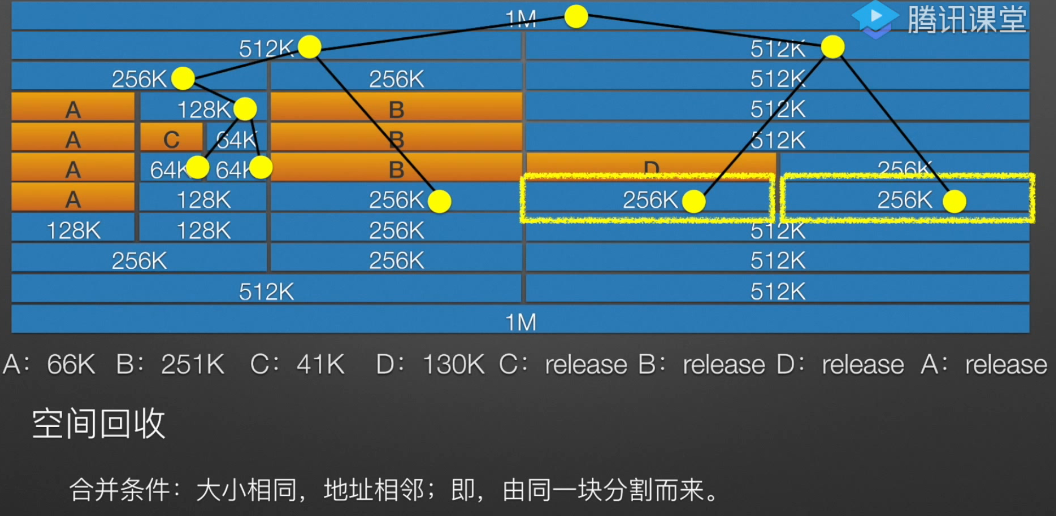 1M
腾讯课堂
512K 512K
256K 256K 512K
A 128K B 512K
A C 64K B 512K
A 64K 64K B D 256K
A 128K 256K 256K 256K
128K 128K 256K 512K
256K 256K 512K
512K 512K
1M
A：66K B：251K C：41K D：130K C：release B：release D：release A：release
空间回收
合并条件：大小相同，地址相邻；即，由同一块分割而来。